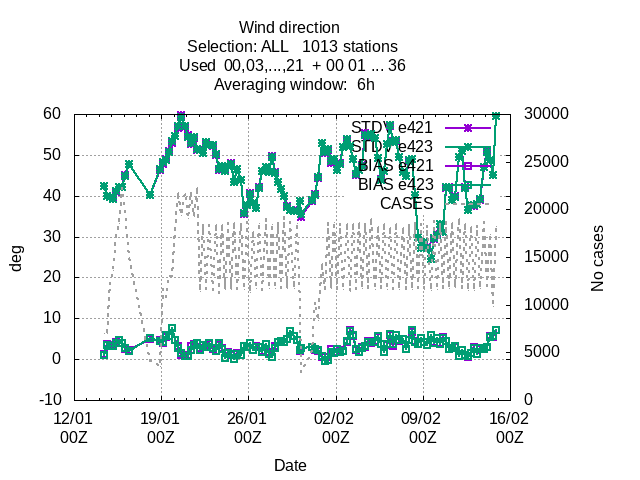 Wind direction
Selection: ALL   1013 stations
Used  00,03,...,21  + 00 01 ... 36
Averaging window:  6h
60
50
40
30
20
10
0
-10
30000
25000
20000
15000
10000
5000
0
deg
No cases
STDV e421
STDV e423
BIAS e421
BIAS e423
CASES
12/01 19/01 26/01 02/02 09/02 16/02
00Z 00Z 00Z 00Z 00Z 00Z
Date